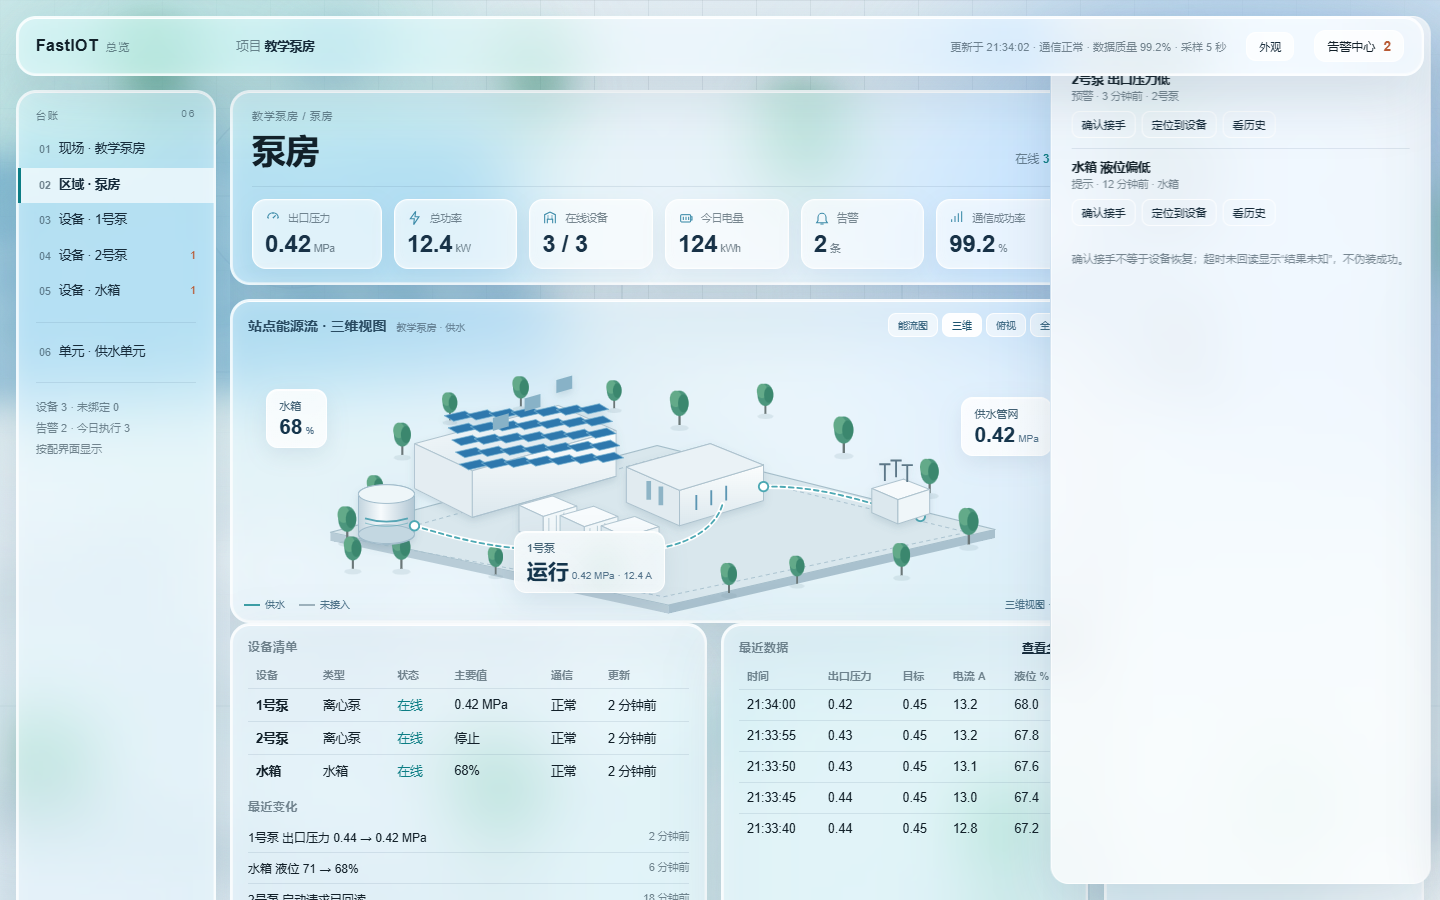 FastIOT 总览
项目 教学泵房
更新于 21:34:02 · 通信正常 · 数据质量 99.2% · 采样 5 秒
外观
告警中心 2
台账 06
01 现场 · 教学泵房
02 区域 · 泵房
03 设备 · 1号泵
04 设备 · 2号泵 1
05 设备 · 水箱 1
06 单元 · 供水单元
设备 3 · 未绑定 0
告警 2 · 今日执行 3
按配界面显示
教学泵房 / 泵房
泵房
在线 3
出口压力
0.42 MPa
总功率
12.4 kW
在线设备
3 / 3
今日电量
124 kWh
告警
2 条
通信成功率
99.2 %
站点能源流 · 三维视图 教学泵房 · 供水
能流图 三维 俯视 全
水箱
68 %
供水管网
0.42 MPa
1号泵
运行 0.42 MPa · 12.4 A
供水 未接入
三维视图 ·
设备清单
设备 类型 状态 主要值 通信 更新
1号泵 离心泵 在线 0.42 MPa 正常 2 分钟前
2号泵 离心泵 在线 停止 正常 2 分钟前
水箱 水箱 在线 68% 正常 2 分钟前
最近变化
1号泵 出口压力 0.44 → 0.42 MPa 2 分钟前
水箱 液位 71 → 68% 6 分钟前
2号泵 启动请求已回读 18 分钟前
最近数据 查看
时间 出口压力 目标 电流 A 液位 %
21:34:00 0.42 0.45 13.2 68.0
21:33:55 0.43 0.45 13.2 67.8
21:33:50 0.43 0.45 13.1 67.6
21:33:45 0.44 0.45 13.0 67.4
21:33:40 0.44 0.45 12.8 67.2
2号泵 出口压力低
预警 · 3 分钟前 · 2号泵
确认接手 定位到设备 看历史
水箱 液位偏低
提示 · 12 分钟前 · 水箱
确认接手 定位到设备 看历史
确认接手不等于设备恢复；超时未回读显示“结果未知”，不伪装成功。